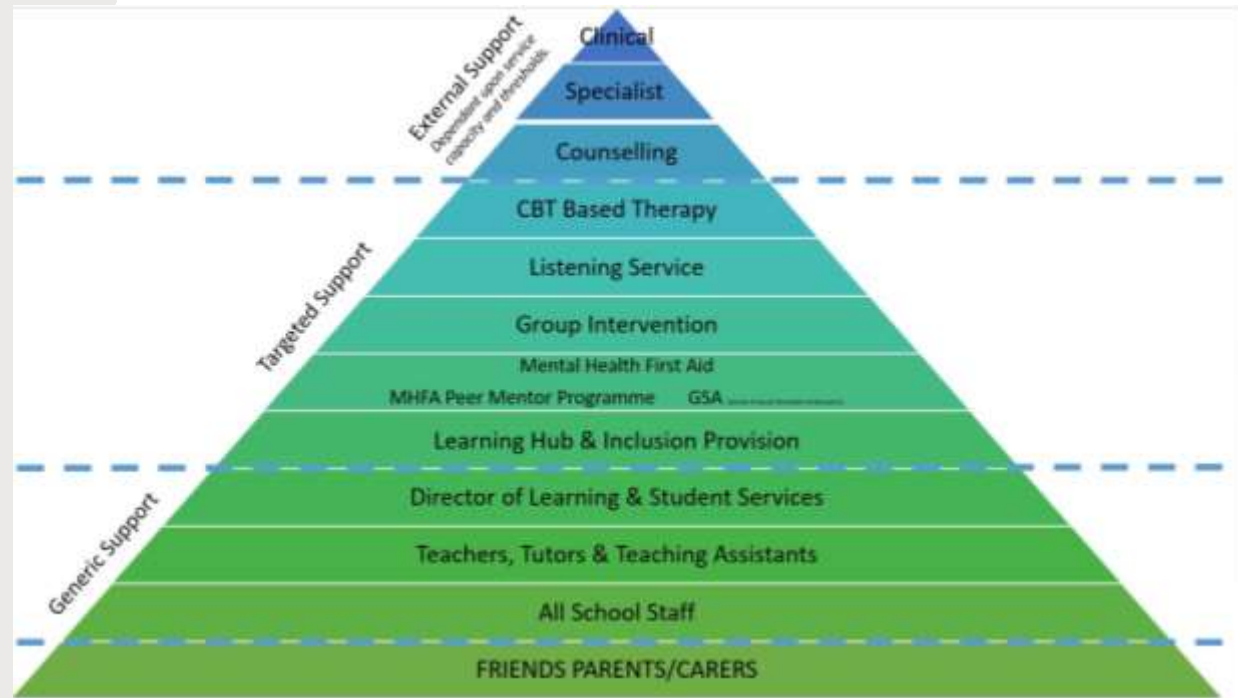 Clinical
External Support
Dependent upon service
capacity and thresholds.
Specialist
Counselling
CBT Based Therapy
Targeted Support
Listening Service
Group Intervention
Mental Health First Aid
MHFA Peer Mentor Programme GSA
Learning Hub & Inclusion Provision
Generic Support
Director of Learning & Student Services
Teachers, Tutors & Teaching Assistants
All School Staff
FRIENDS PARENTS/CARERS